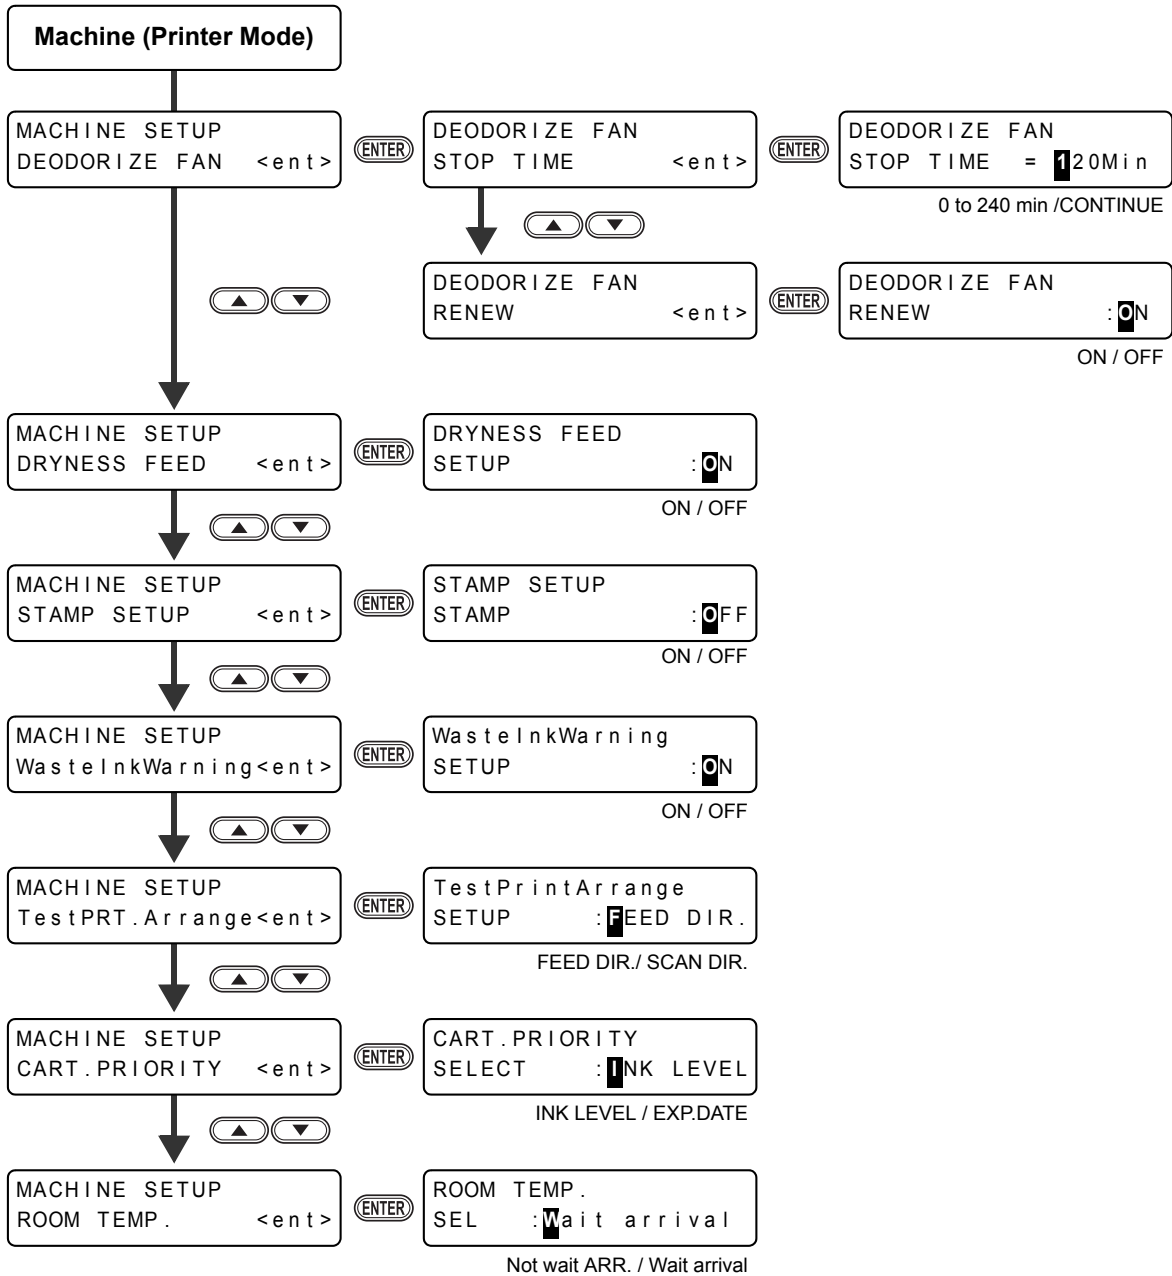 Machine (Printer Mode)
MACHINE SETUP
DEODORIZE FAN <ent>
ENTER
DEODORIZE FAN
STOP TIME <ent>
ENTER
DEODORIZE FAN
STOP TIME = 120Min
0 to 240 min /CONTINUE
DEODORIZE FAN
RENEW <ent>
ENTER
DEODORIZE FAN
RENEW :ON
ON / OFF
MACHINE SETUP
DRYNESS FEED <ent>
ENTER
DRYNESS FEED
SETUP :ON
ON / OFF
MACHINE SETUP
STAMP SETUP <ent>
ENTER
STAMP SETUP
STAMP :OFF
ON / OFF
MACHINE SETUP
WasteInkWarning<ent>
ENTER
WasteInkWarning
SETUP :ON
ON / OFF
MACHINE SETUP
TestPRT.Arrange<ent>
ENTER
TestPrintArrange
SETUP :FEED DIR.
FEED DIR./ SCAN DIR.
MACHINE SETUP
CART.PRIORITY <ent>
ENTER
CART.PRIORITY
SELECT :INK LEVEL
INK LEVEL / EXP.DATE
MACHINE SETUP
ROOM TEMP. <ent>
ENTER
ROOM TEMP.
SEL :Wait arrival
Not wait ARR. / Wait arrival